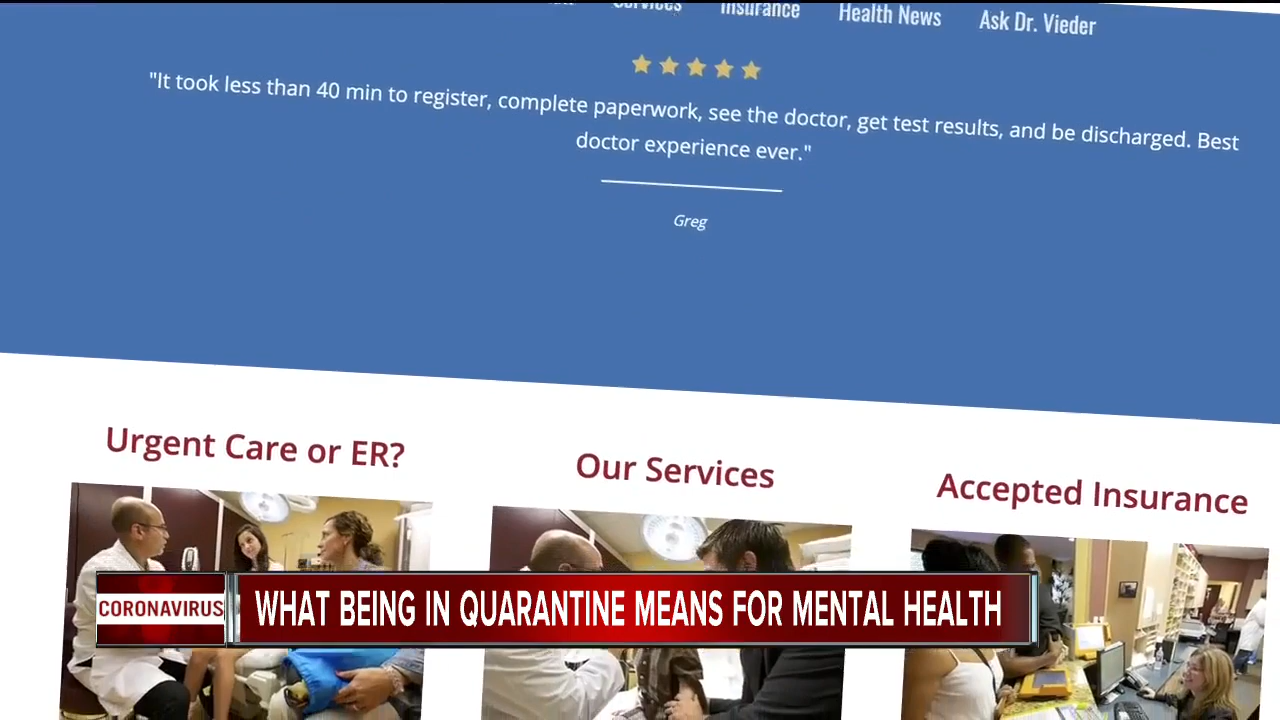 Services Insurance Health News Ask Dr. Vieder
"It took less than 40 min to register, complete paperwork, see the doctor, get test results, and be discharged. Best
doctor experience ever."
Greg
Urgent Care or ER? Our Services Accepted Insurance
CORONAVIRUS WHAT BEING IN QUARANTINE MEANS FOR MENTAL HEALTH